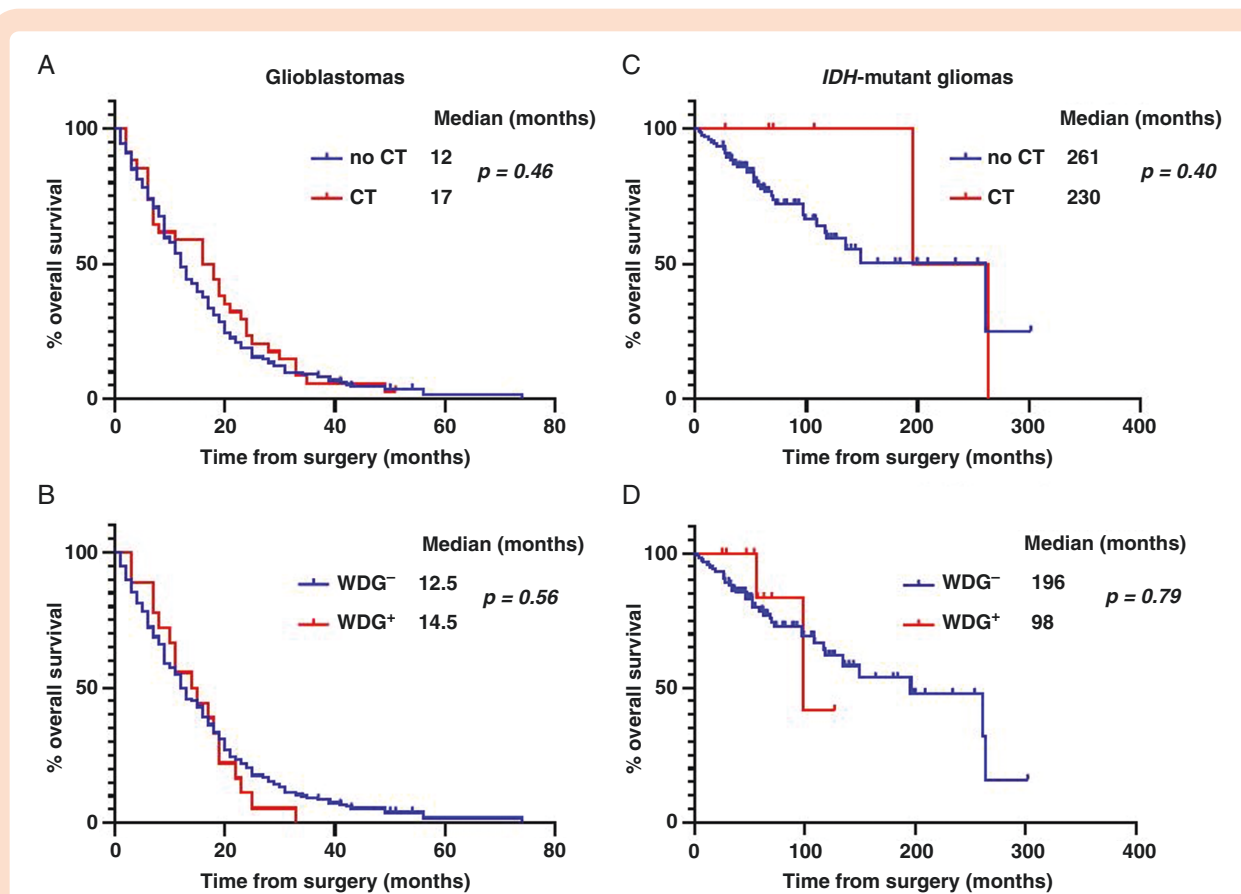 A
Glioblastomas
Median (months)
no CT 12
CT 17
p = 0.46
% overall survival
100
50
0
0 20 40 60 80
Time from surgery (months)
C
IDH-mutant gliomas
Median (months)
no CT 261
CT 230
p = 0.40
% overall survival
100
50
0
0 100 200 300 400
Time from surgery (months)
B
Median (months)
WDG⁻ 12.5
WDG⁺ 14.5
p = 0.56
% overall survival
100
50
0
0 20 40 60 80
Time from surgery (months)
D
Median (months)
WDG⁻ 196
WDG⁺ 98
p = 0.79
% overall survival
100
50
0
0 100 200 300 400
Time from surgery (months)